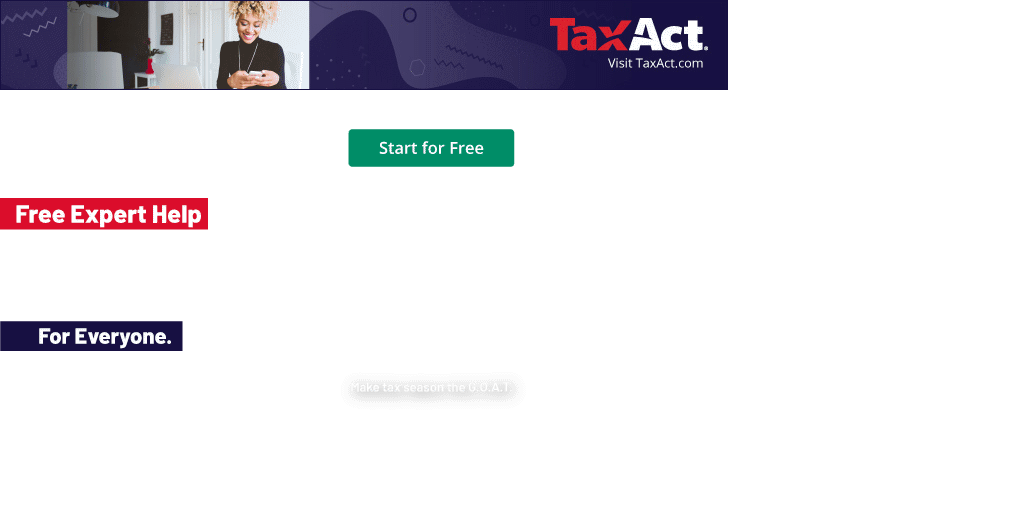 TaxAct®
Visit TaxAct.com
Start for Free
Free Expert Help
For Everyone.
Make tax season the G.O.A.T.